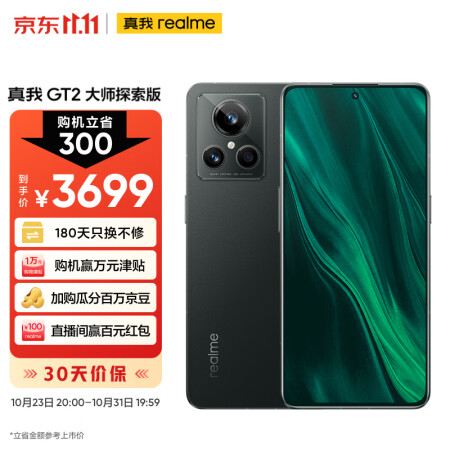 京东11.11
真我 realme
真我 GT2 大师探索版
购机立省
300
到手价 ¥3699
180天只换不修
1万元
购机赢万元津贴
加购瓜分百万京豆
¥100
realme
直播间赢百元红包
30天价保
10月23日 20:00—10月31日 19:59
*立省金额参考上市价
realme